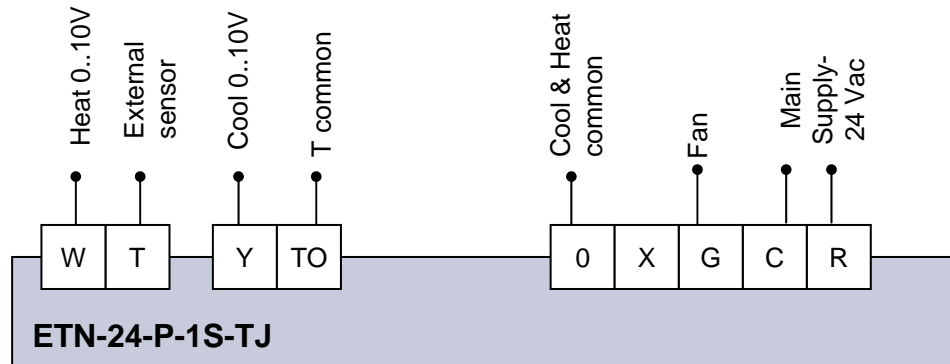 Heat 0..10V
External
sensor
Cool 0..10V
T common
Cool & Heat
common
Fan
Main
Supply-
24 Vac
W
T
Y
TO
0
X
G
C
R
ETN-24-P-1S-TJ